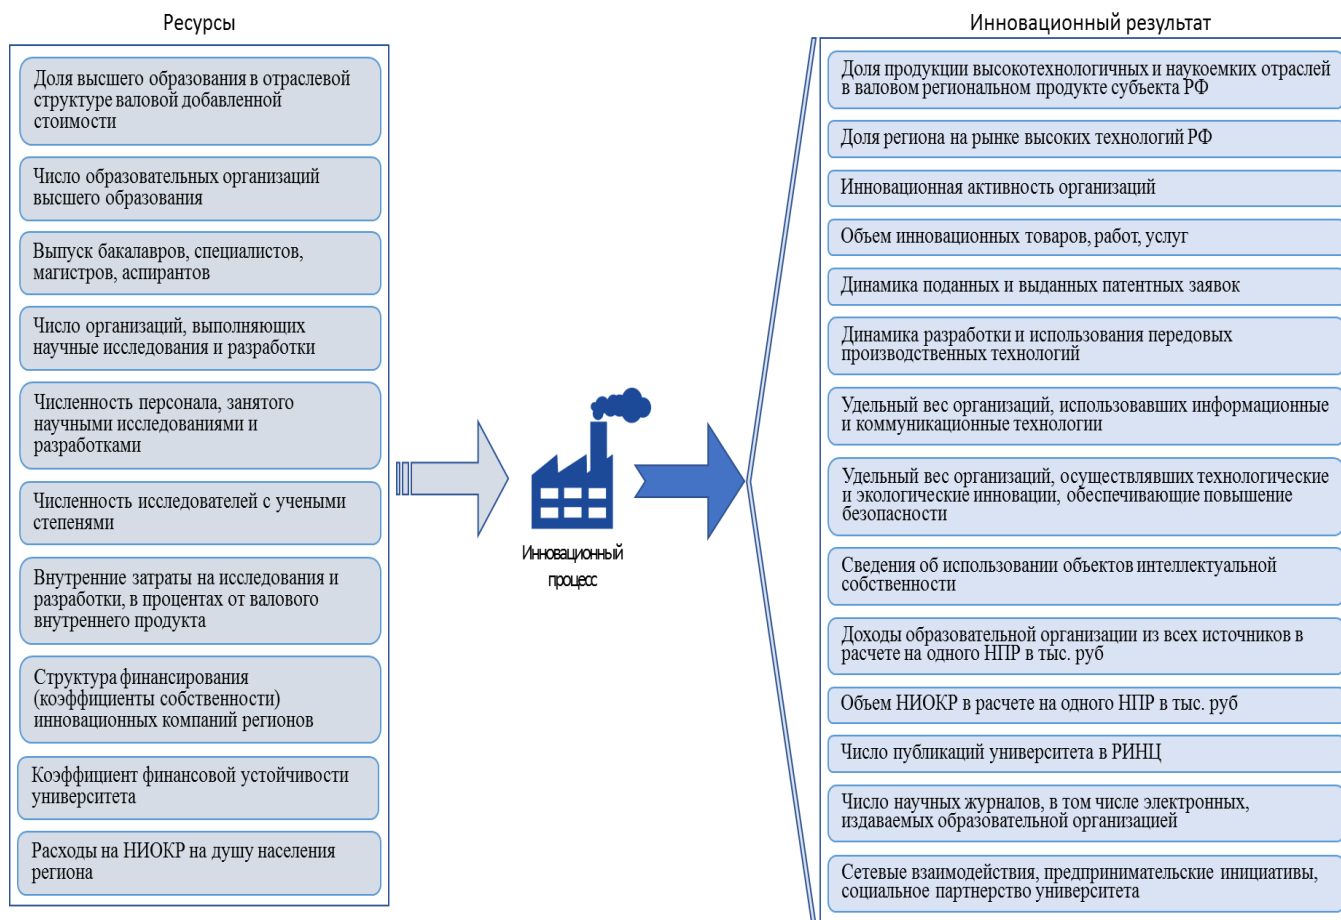 Ресурсы
Доля высшего образования в отраслевой
структуре валовой добавленной
стоимости
Число образовательных организаций
высшего образования
Выпуск бакалавров, специалистов,
магистров, аспирантов
Число организаций, выполняющих
научные исследования и разработки
Численность персонала, занятого
научными исследованиями и
разработками
Численность исследователей с учеными
степенями
Внутренние затраты на исследования и
разработки, в процентах от валового
внутреннего продукта
Структура финансирования
(коэффициенты собственности)
инновационных компаний регионов
Коэффициент финансовой устойчивости
университета
Расходы на НИОКР на душу населения
региона
Инновационный
процесс
Инновационный результат
Доля продукции высокотехнологичных и наукоемких отраслей
в валовом региональном продукте субъекта РФ
Доля региона на рынке высоких технологий РФ
Инновационная активность организаций
Объем инновационных товаров, работ, услуг
Динамика поданных и выданных патентных заявок
Динамика разработки и использования передовых
производственных технологий
Удельный вес организаций, использовавших информационные
и коммуникационные технологии
Удельный вес организаций, осуществлявших технологические
и экологические инновации, обеспечивающие повышение
безопасности
Сведения об использовании объектов интеллектуальной
собственности
Доходы образовательной организации из всех источников в
расчете на одного НПР в тыс. руб
Объем НИОКР в расчете на одного НПР в тыс. руб
Число публикаций университета в РИНЦ
Число научных журналов, в том числе электронных,
издаваемых образовательной организацией
Сетевые взаимодействия, предпринимательские инициативы,
социальное партнерство университета